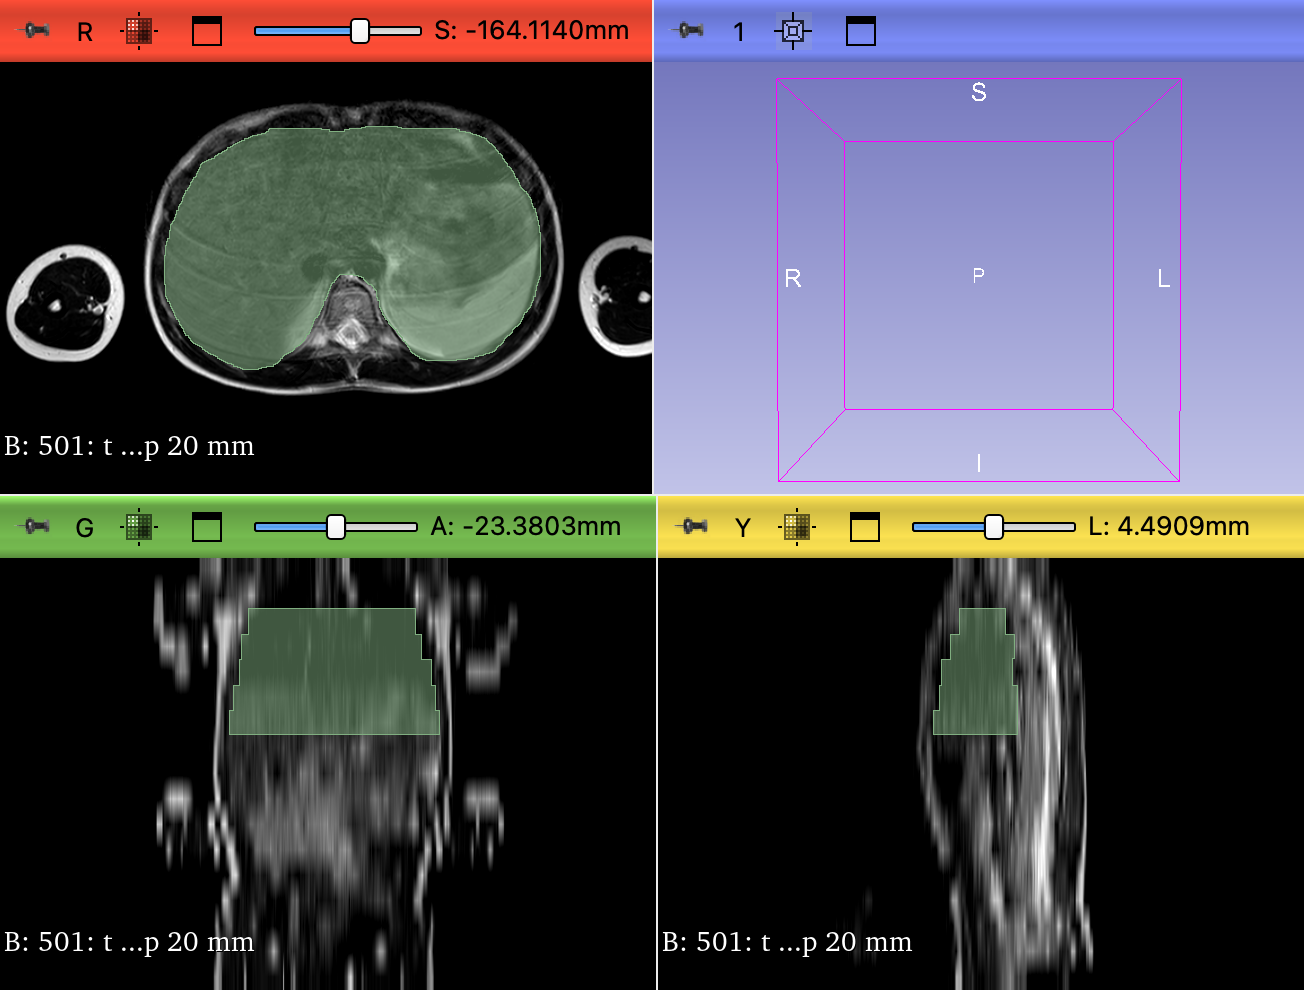 R S: -164.1140mm
1
S
R P L
I
B: 501: t ...p 20 mm
G A: -23.3803mm
Y L: 4.4909mm
B: 501: t ...p 20 mm
B: 501: t ...p 20 mm